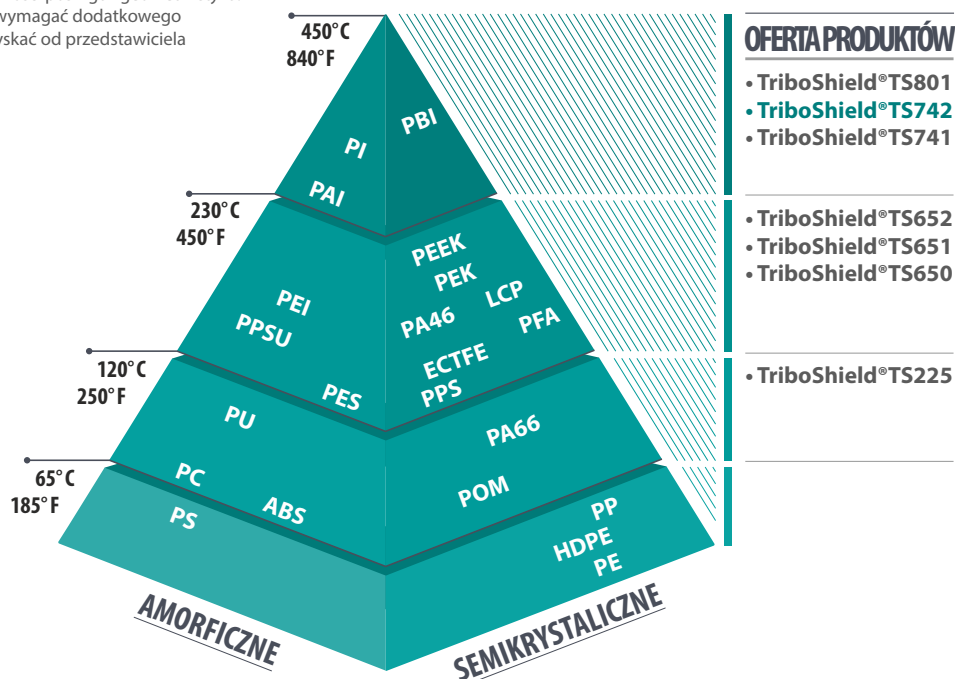 wymagać dodatkowego
yskać od przedstawiciela
450°C
840°F
230°C
450°F
120°C
250°F
65°C
185°F
PI
PBI
PAI
PEEK
PEK
LCP
PEI
PA46
PFA
PPSU
ECTFE
PES
PPS
PU
PA66
PC
POM
ABS
PS
PP
HDPE
PE
AMORFICZNE
SEMIKRYSTALICZNE
OFERTA PRODUKTÓW
• TriboShield®TS801
• TriboShield®TS742
• TriboShield®TS741
• TriboShield®TS652
• TriboShield®TS651
• TriboShield®TS650
• TriboShield®TS225